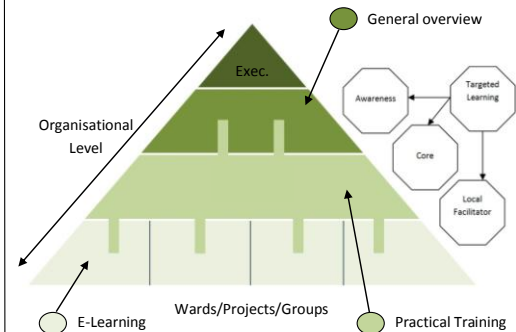 General overview
Exec.
Targeted
Learning
Awareness
Organisational
Level
Core
Local
Facilitator
Wards/Projects/Groups
E-Learning
Practical Training